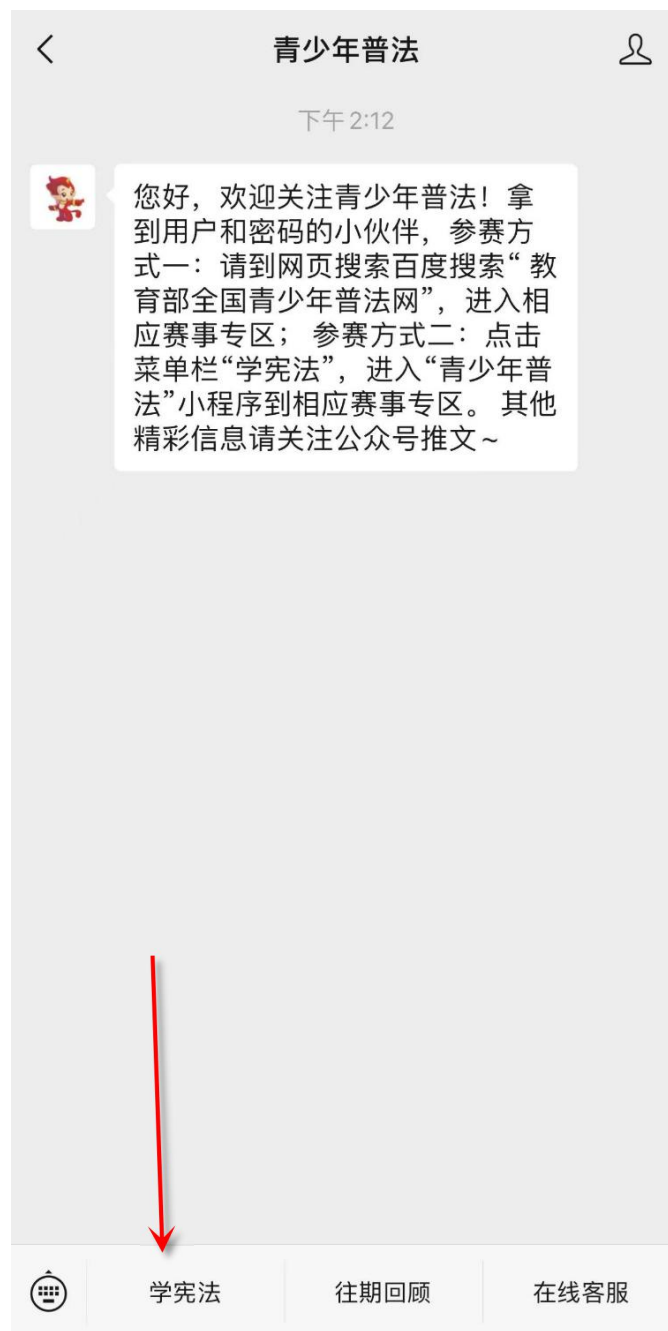 青少年普法
下午 2:12
您好，欢迎关注青少年普法！拿
到用户和密码的小伙伴，参赛方
式一：请到网页搜索百度搜索“ 教
育部全国青少年普法网”，进入相
应赛事专区； 参赛方式二：点击
菜单栏“学宪法”，进入“青少年普
法”小程序到相应赛事专区。 其他
精彩信息请关注公众号推文~
学宪法
往期回顾
在线客服